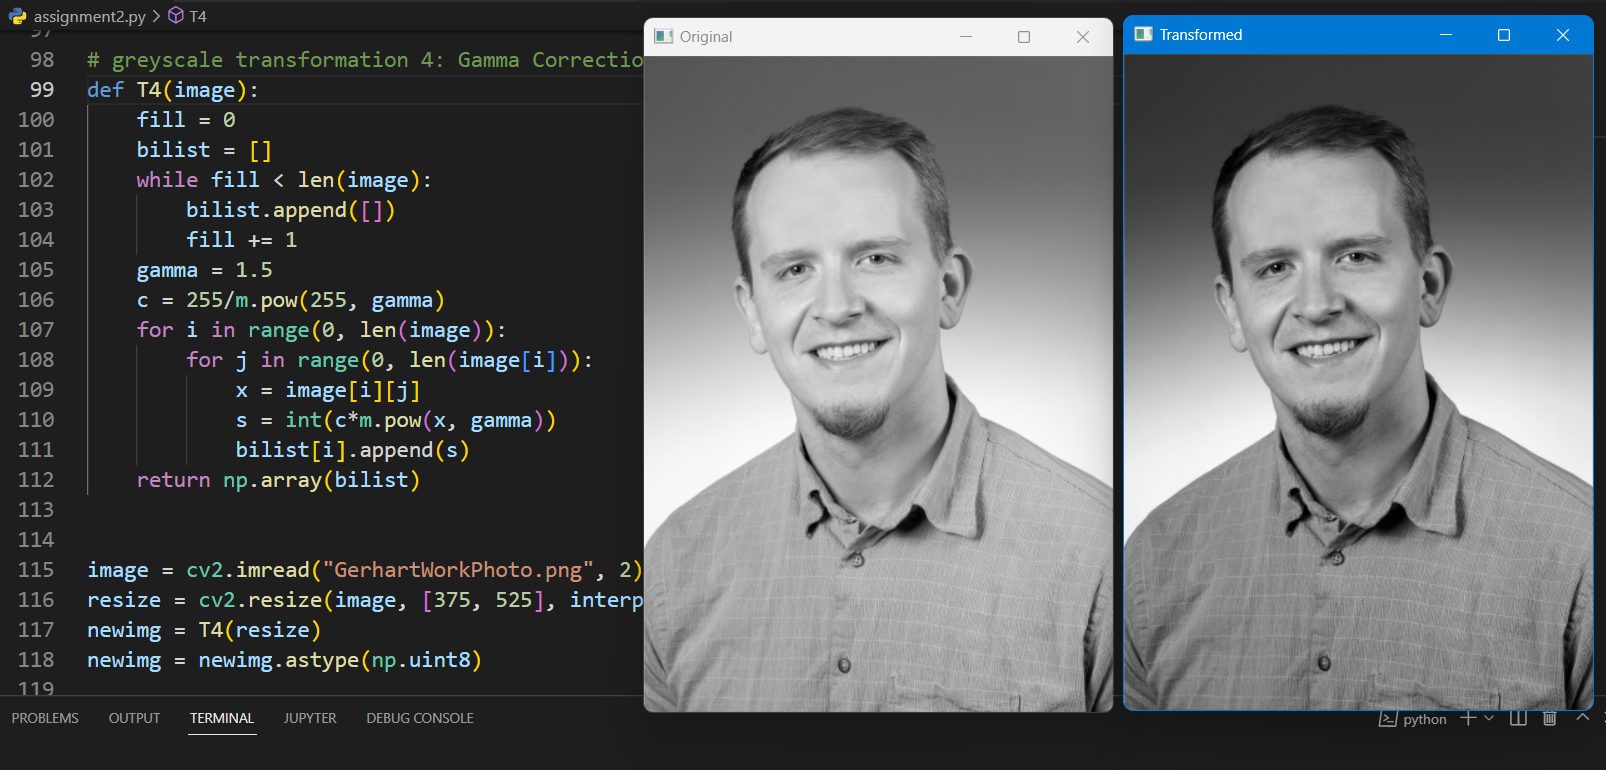 assignment2.py > T4
97
98 # greyscale transformation 4: Gamma Correctio
99 def T4(image):
100 fill = 0
101 bilist = []
102 while fill < len(image):
103 bilist.append([])
104 fill += 1
105 gamma = 1.5
106 c = 255/m.pow(255, gamma)
107 for i in range(0, len(image)):
108 for j in range(0, len(image[i])):
109 x = image[i][j]
110 s = int(c*m.pow(x, gamma))
111 bilist[i].append(s)
112 return np.array(bilist)
113
114
115 image = cv2.imread("GerhartWorkPhoto.png", 2)
116 resize = cv2.resize(image, [375, 525], interp
117 newimg = T4(resize)
118 newimg = newimg.astype(np.uint8)
119
Original
Transformed
PROBLEMS OUTPUT TERMINAL JUPYTER DEBUG CONSOLE
python